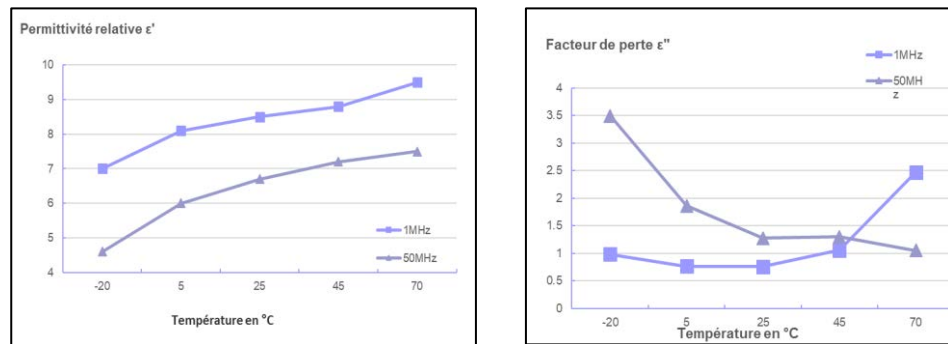 Permittivité relative ε'
10
9
8
7
6
5
4
1MHz
50MHz
-20 5 25 45 70
Température en °C
Facteur de perte ε"
1MHz
50MH
z
4
3.5
3
2.5
2
1.5
1
0.5
0
-20 5 25 45 70
Température en °C